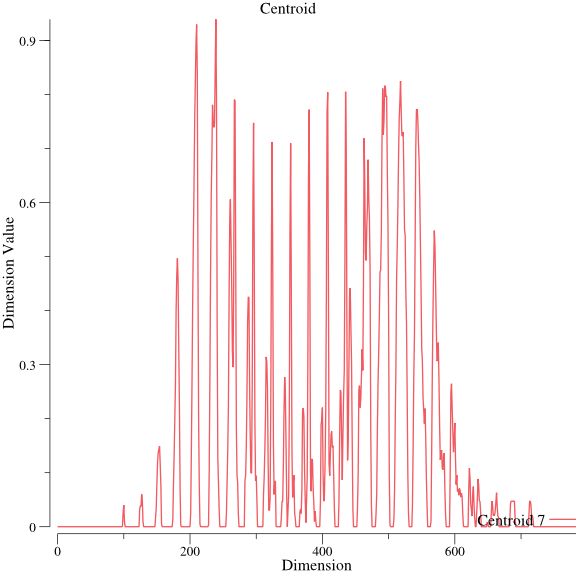 Centroid
0.9
0.6
0.3
0
Dimension Value
0 200 400 600
Dimension
Centroid 7